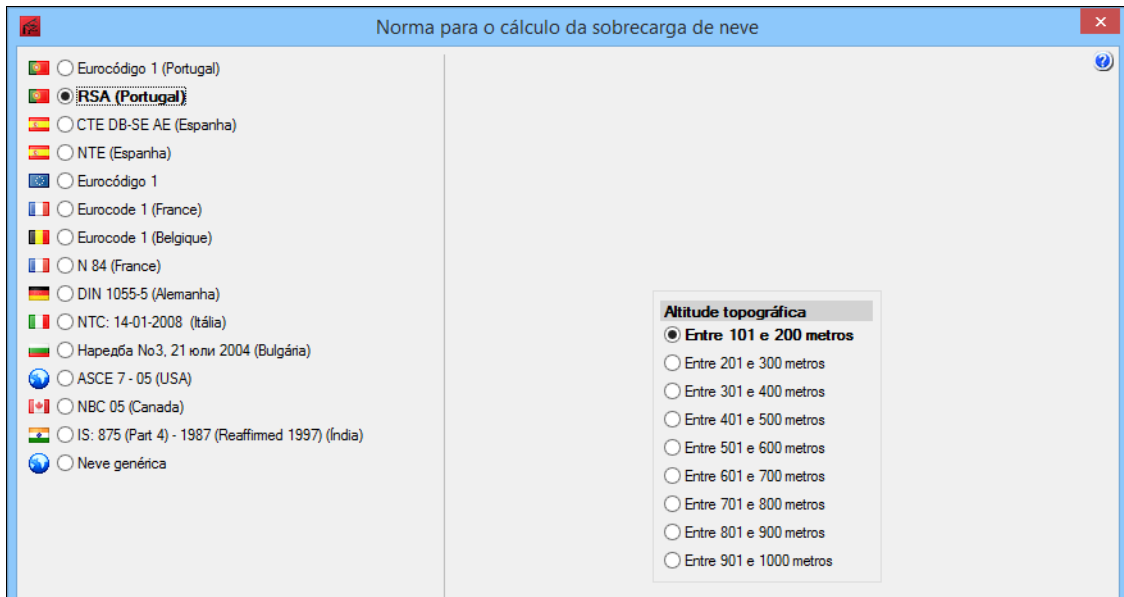 Norma para o cálculo da sobrecarga de neve
Eurocódigo 1 (Portugal)
RSA (Portugal)
CTE DB-SE AE (Espanha)
NTE (Espanha)
Eurocódigo 1
Eurocode 1 (France)
Eurocode 1 (Belgique)
N 84 (France)
DIN 1055-5 (Alemanha)
NTC: 14-01-2008 (Itália)
Наредба No3, 21 юли 2004 (Bulgária)
ASCE 7 - 05 (USA)
NBC 05 (Canada)
IS: 875 (Part 4) - 1987 (Reaffirmed 1997) (Índia)
Neve genérica
Altitude topográfica
Entre 101 e 200 metros
Entre 201 e 300 metros
Entre 301 e 400 metros
Entre 401 e 500 metros
Entre 501 e 600 metros
Entre 601 e 700 metros
Entre 701 e 800 metros
Entre 801 e 900 metros
Entre 901 e 1000 metros